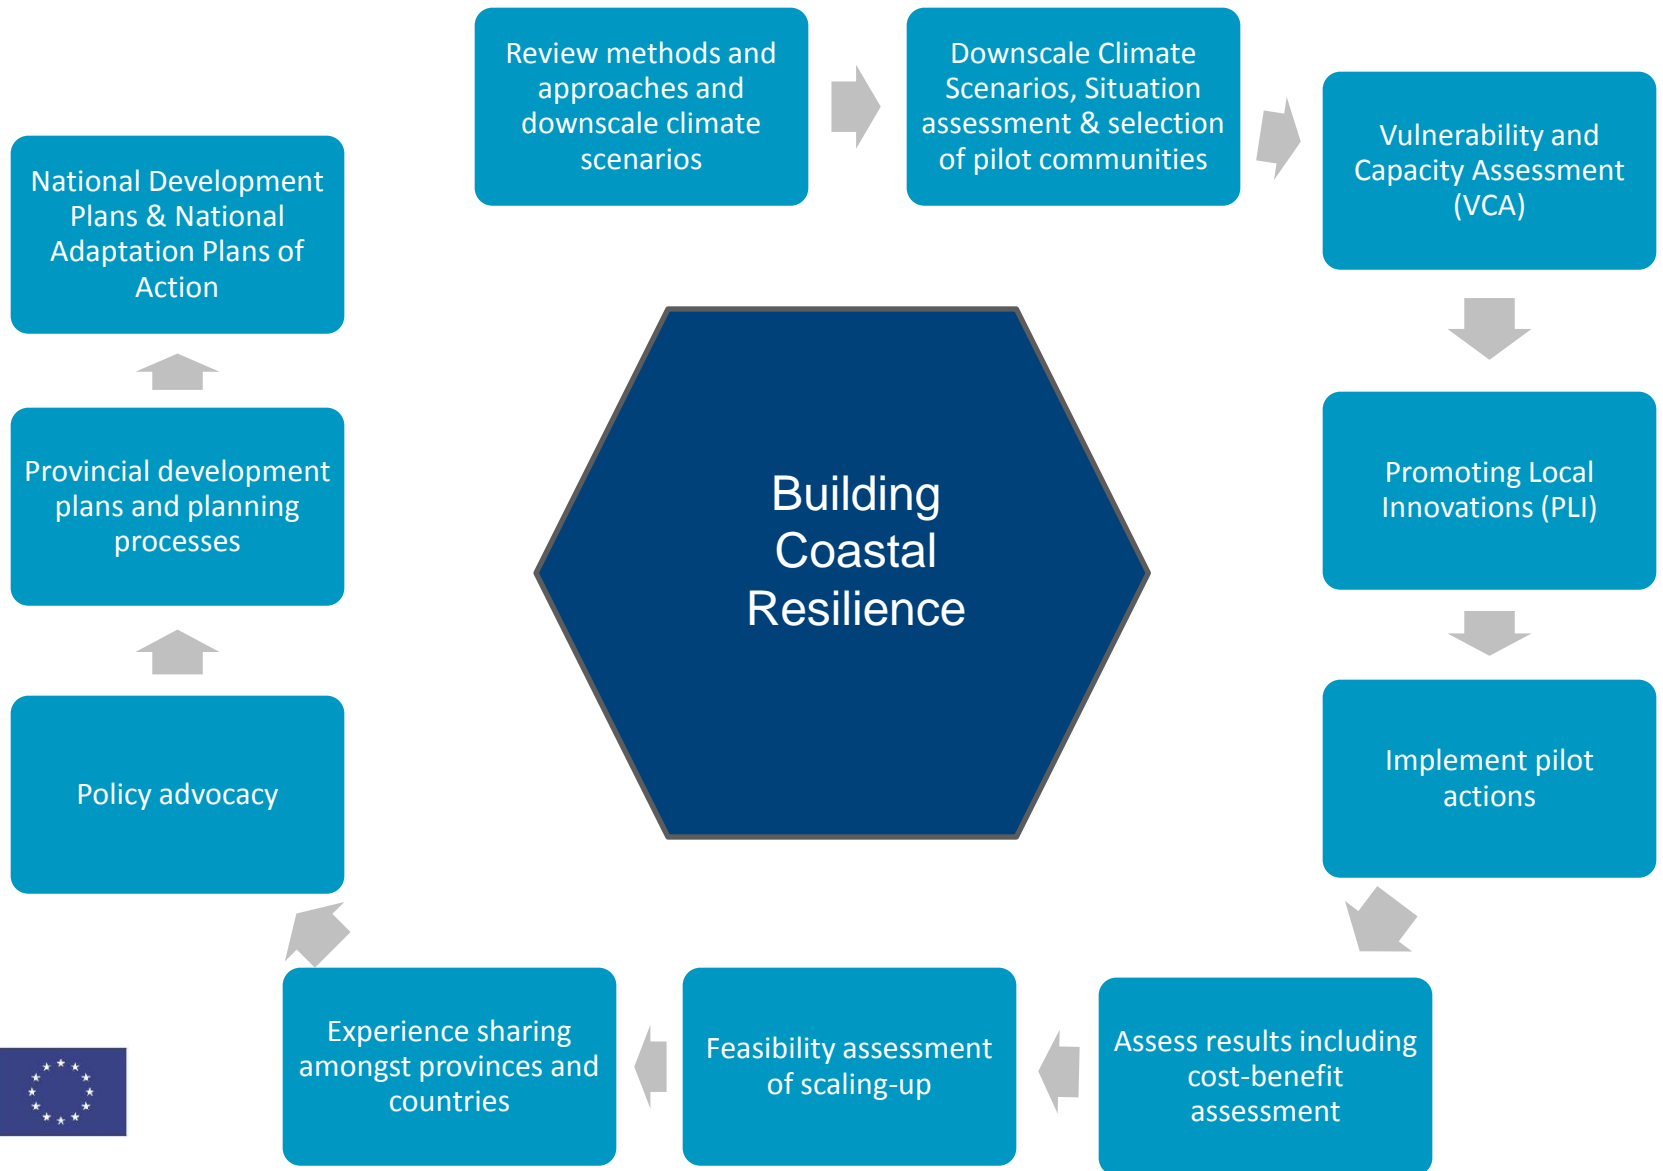 Review methods and
approaches and
downscale climate
scenarios
Downscale Climate
Scenarios, Situation
assessment & selection
of pilot communities
Vulnerability and
Capacity Assessment
(VCA)
Promoting Local
Innovations (PLI)
Implement pilot
actions
Assess results including
cost-benefit
assessment
Feasibility assessment
of scaling-up
Experience sharing
amongst provinces and
countries
Policy advocacy
Provincial development
plans and planning
processes
National Development
Plans & National
Adaptation Plans of
Action
Building
Coastal
Resilience